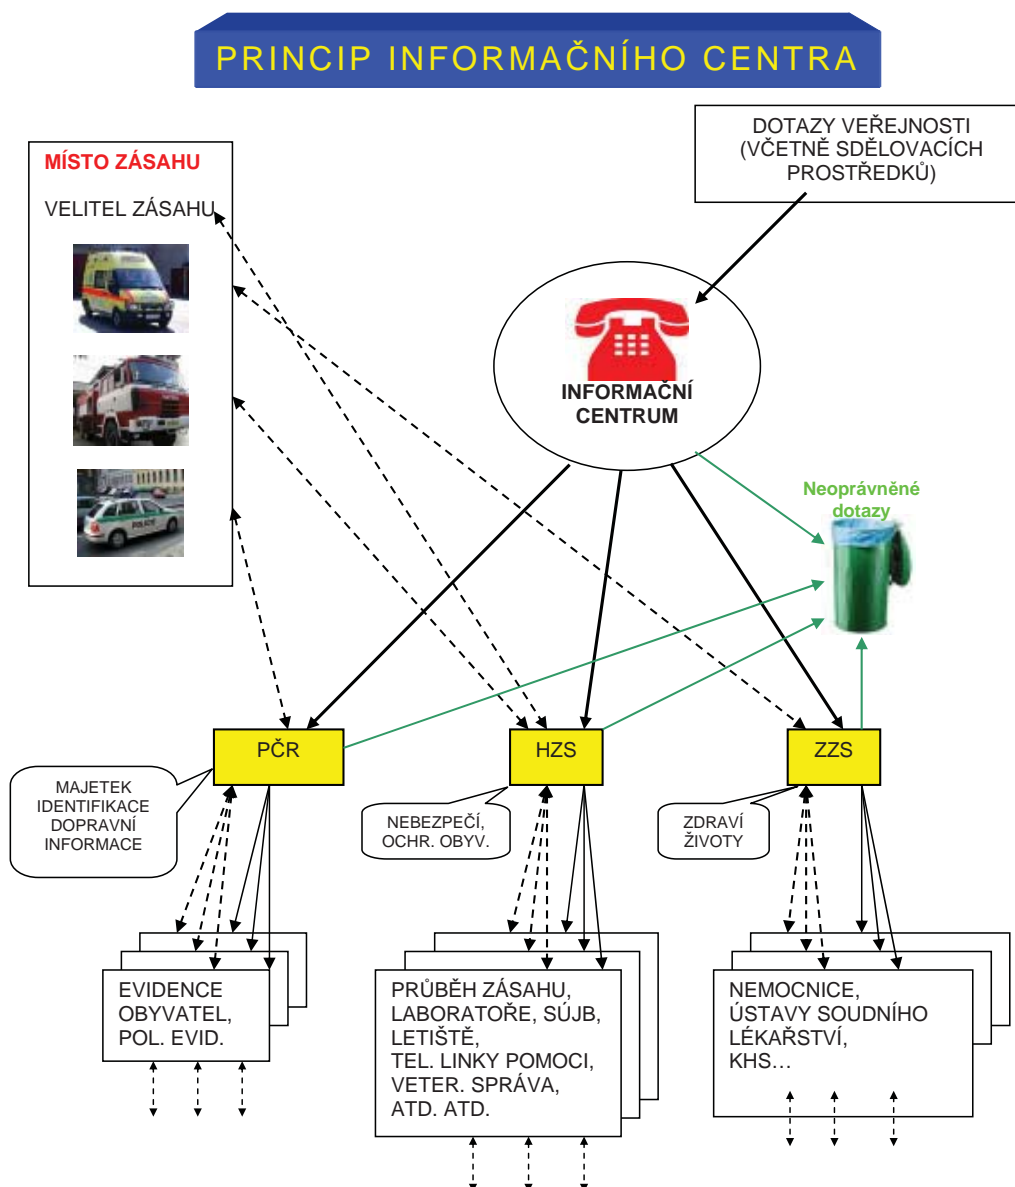 PRINCIP INFORMAČNÍHO CENTRA
DOTAZY VEŘEJNOSTI
(VČETNĚ SDĚLOVACÍCH
PROSTŘEDKŮ)
MÍSTO ZÁSAHU
VELITEL ZÁSAHU
POLICIE
INFORMAČNÍ
CENTRUM
Neoprávněné
dotazy
PČR
HZS
ZZS
MAJETEK
IDENTIFIKACE
DOPRAVNÍ
INFORMACE
NEBEZPEČÍ,
OCHR. OBYV.
ZDRAVÍ
ŽIVOTY
EVIDENCE
OBYVATEL,
POL. EVID.
PRŮBĚH ZÁSAHU,
LABORATOŘE, SÚJB,
LETIŠTĚ,
TEL. LINKY POMOCI,
VETER. SPRÁVA,
ATD. ATD.
NEMOCNICE,
ÚSTAVY SOUDNÍHO
LÉKAŘSTVÍ,
KHS…